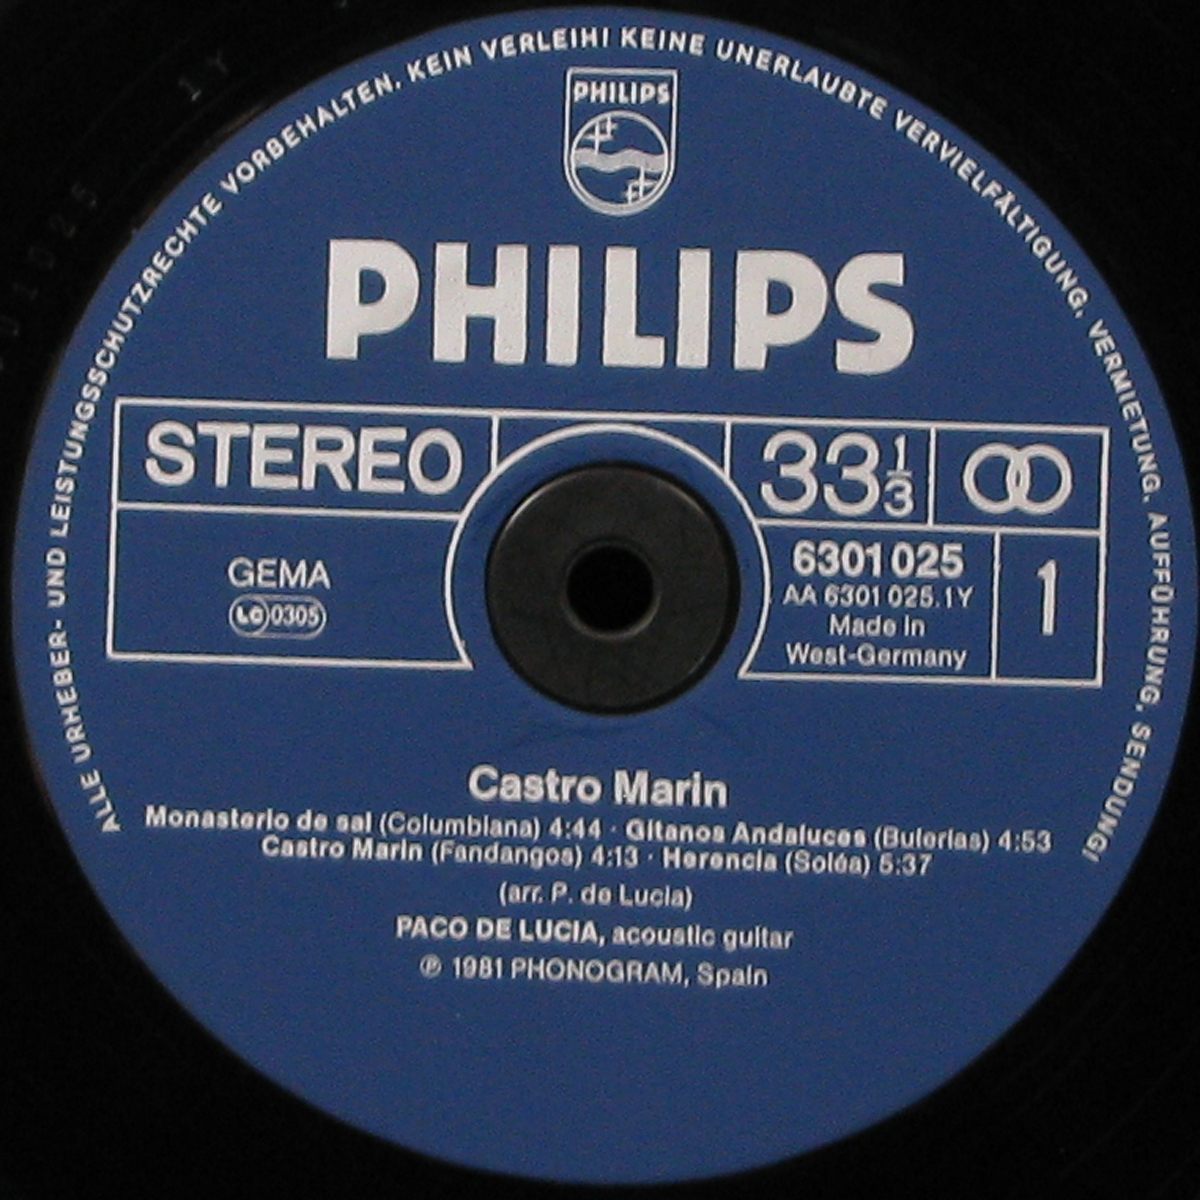 ALLE URHEBER- UND LEISTUNGSSCHUTZRECHTE VORBEHALTEN. KEIN VERLEIH! KEINE UNERLAUBTE VERVIELFÄLTIGUNG, VERMIETUNG, AUFFÜHRUNG, SENDUNG!
PHILIPS
PHILIPS
STEREO
33 1/3
GEMA
LC 0305
6301 025
AA 6301 025.1Y
Made in
West-Germany
1
Castro Marin
Monasterio de sal (Columbiana) 4:44 · Gitanos Andaluces (Bulerias) 4:53
Castro Marin (Fandangos) 4:13 · Herencia (Soléa) 5:37
(arr. P. de Lucia)
PACO DE LUCIA, acoustic guitar
℗ 1981 PHONOGRAM, Spain
1Y